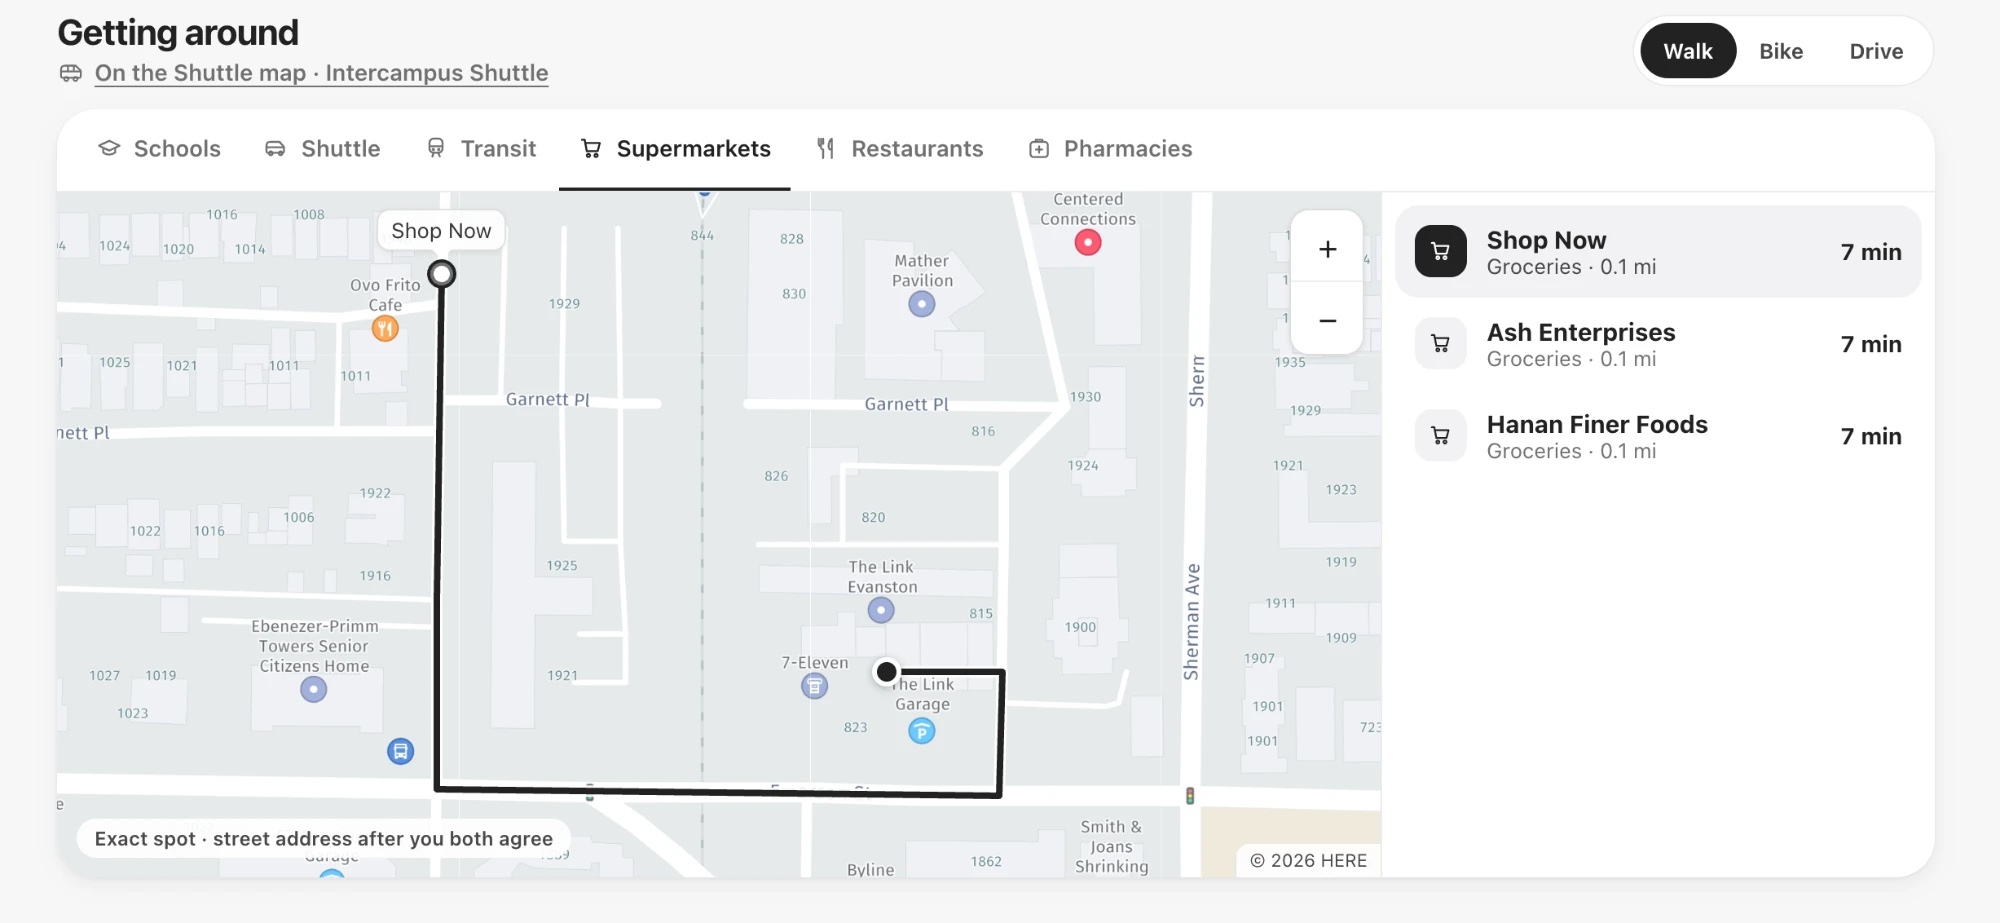 Getting around
On the Shuttle map · Intercampus Shuttle
Walk
Bike
Drive
Schools
Shuttle
Transit
Supermarkets
Restaurants
Pharmacies
Shop Now
Groceries · 0.1 mi
7 min
Ash Enterprises
Groceries · 0.1 mi
7 min
Hanan Finer Foods
Groceries · 0.1 mi
7 min
Shop Now
+
−
Centered
Connections
1016
1008
1024
1020
1014
844
828
Mather
Pavilion
830
Ovo Frito
Cafe
1929
1025
1021
1011
1011
1935
Sherm
Garnett Pl
Garnett Pl
1930
1929
nett Pl
816
826
1924
1921
1923
1922
1022
1016
1006
820
1925
1916
The Link
Evanston
1919
815
1911
1909
Sherman Ave
1900
Ebenezer-Primm
Towers Senior
Citizens Home
1027
1019
1023
1921
7-Eleven
The Link
Garage
823
1907
1901
1901
723
Exact spot · street address after you both agree
Garage
Byline
1862
Smith &
Joans
Shrinking
© 2026 HERE